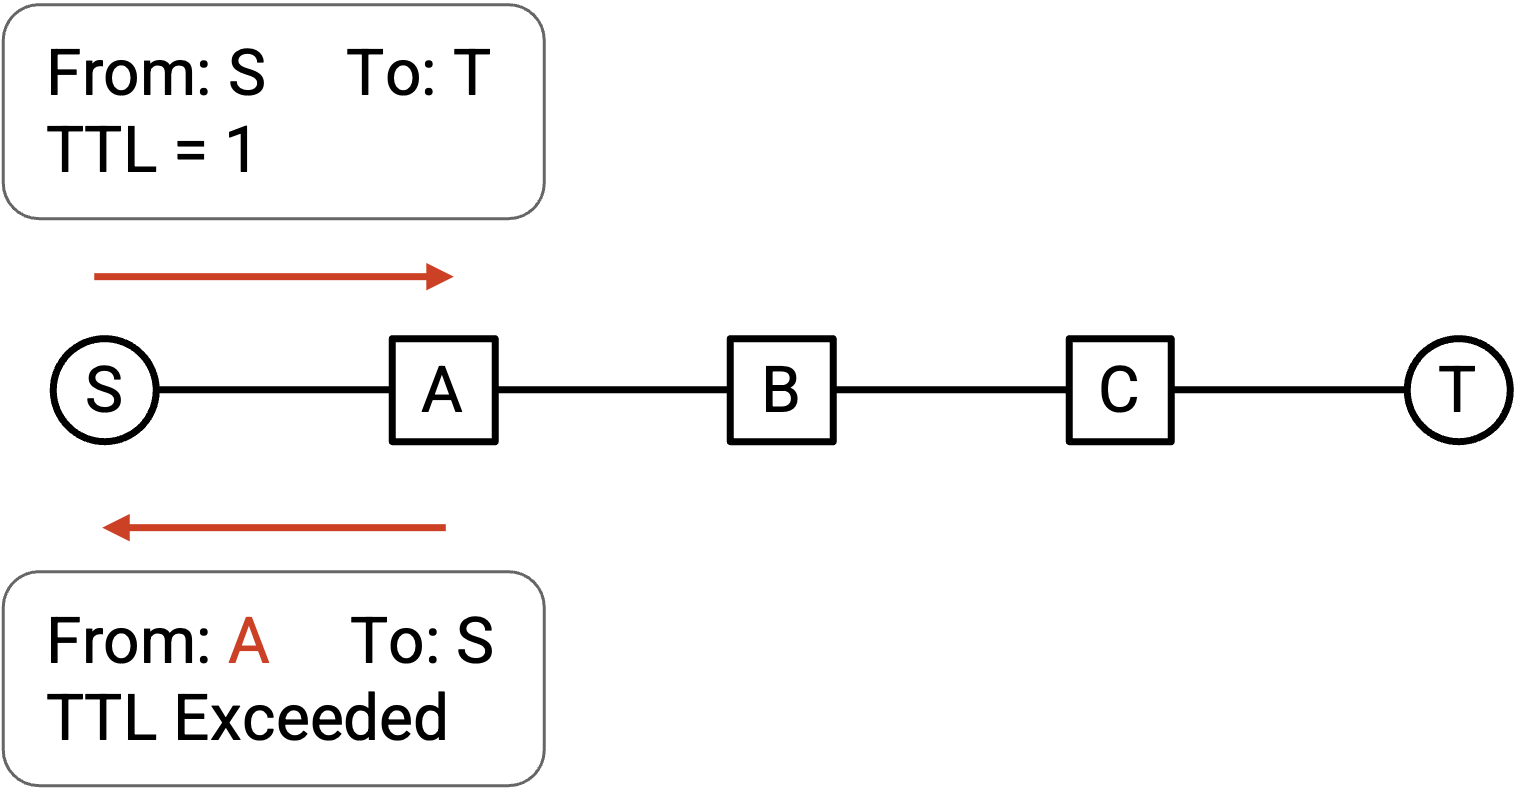 From: S To: T
TTL = 1
S A B C T
From: A To: S
TTL Exceeded